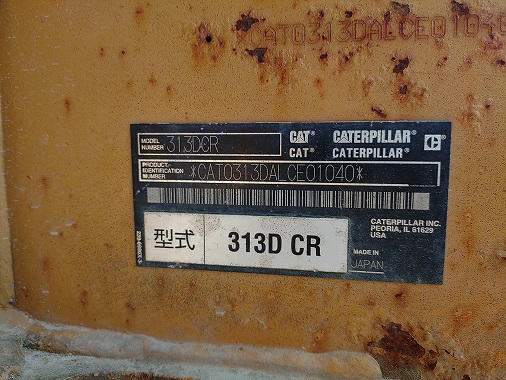 CAT0313DALCE01040
MODEL NUMBER 313DCR
CAT® CATERPILLAR®
CAT® CATERPILLAR®
PRODUCT IDENTIFICATION NUMBER *CAT0313DALCE01040*
CATERPILLAR INC.
PEORIA, IL 61629
USA
型式 313D CR
MADE IN
JAPAN